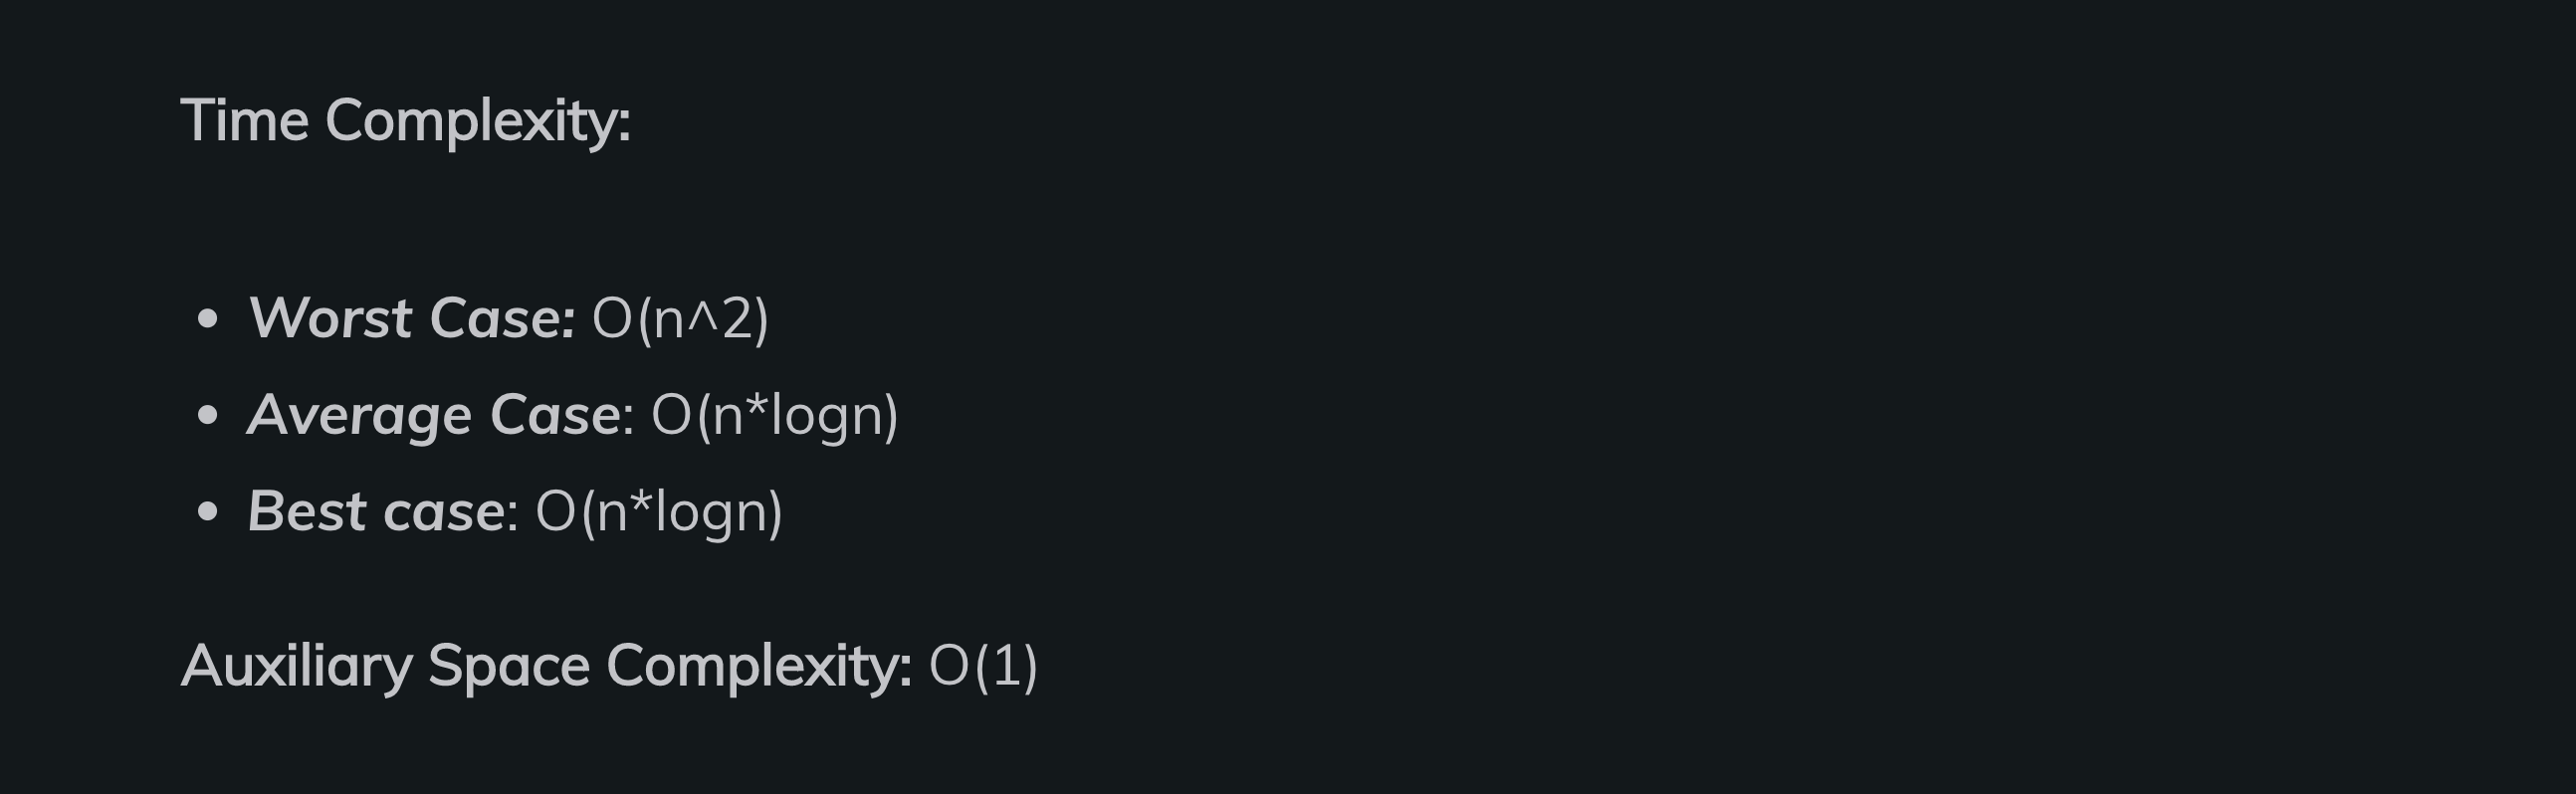 Time Complexity:
• Worst Case: O(n^2)
• Average Case: O(n*logn)
• Best case: O(n*logn)
Auxiliary Space Complexity: O(1)